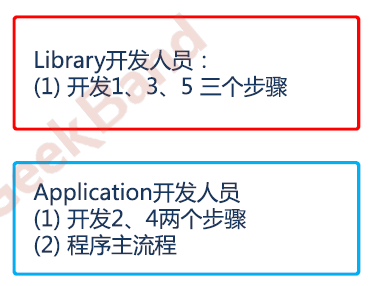 Library开发人员：
(1) 开发1、3、5 三个步骤
Application开发人员
(1) 开发2、4两个步骤
(2) 程序主流程
GeekBand